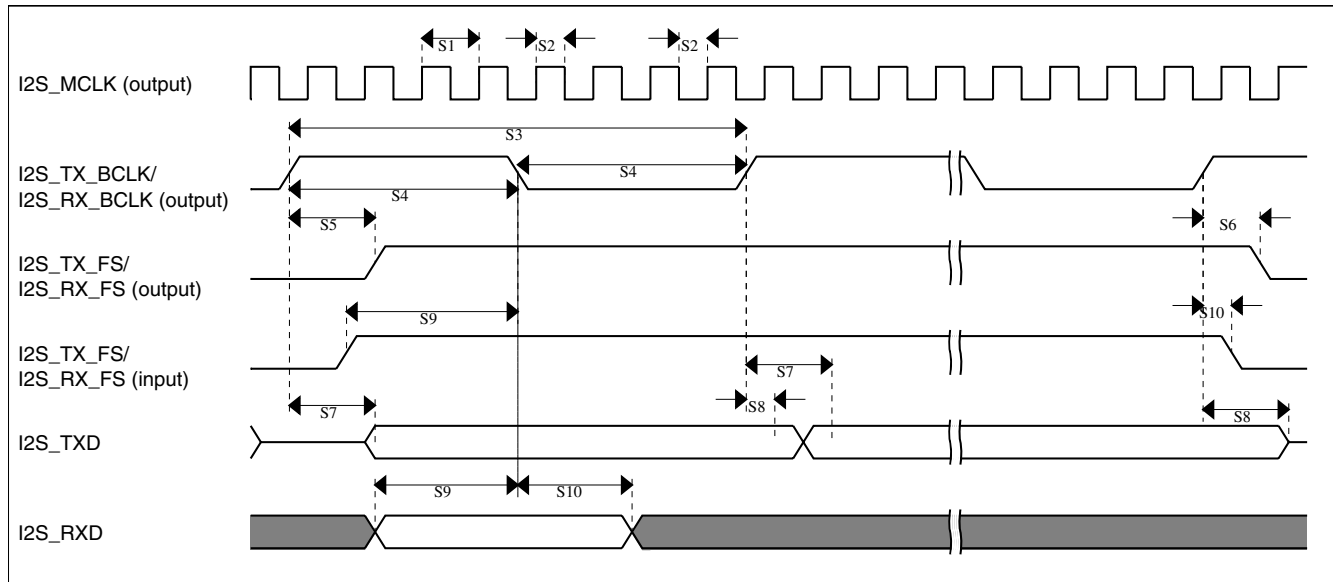 S1 S2 S2
I2S_MCLK (output)
S3
I2S_TX_BCLK/
I2S_RX_BCLK (output)
S4
S4
S5
S6
I2S_TX_FS/
I2S_RX_FS (output)
S9
S10
I2S_TX_FS/
I2S_RX_FS (input)
S7
S7
S8
S8
I2S_TXD
S9 S10
I2S_RXD